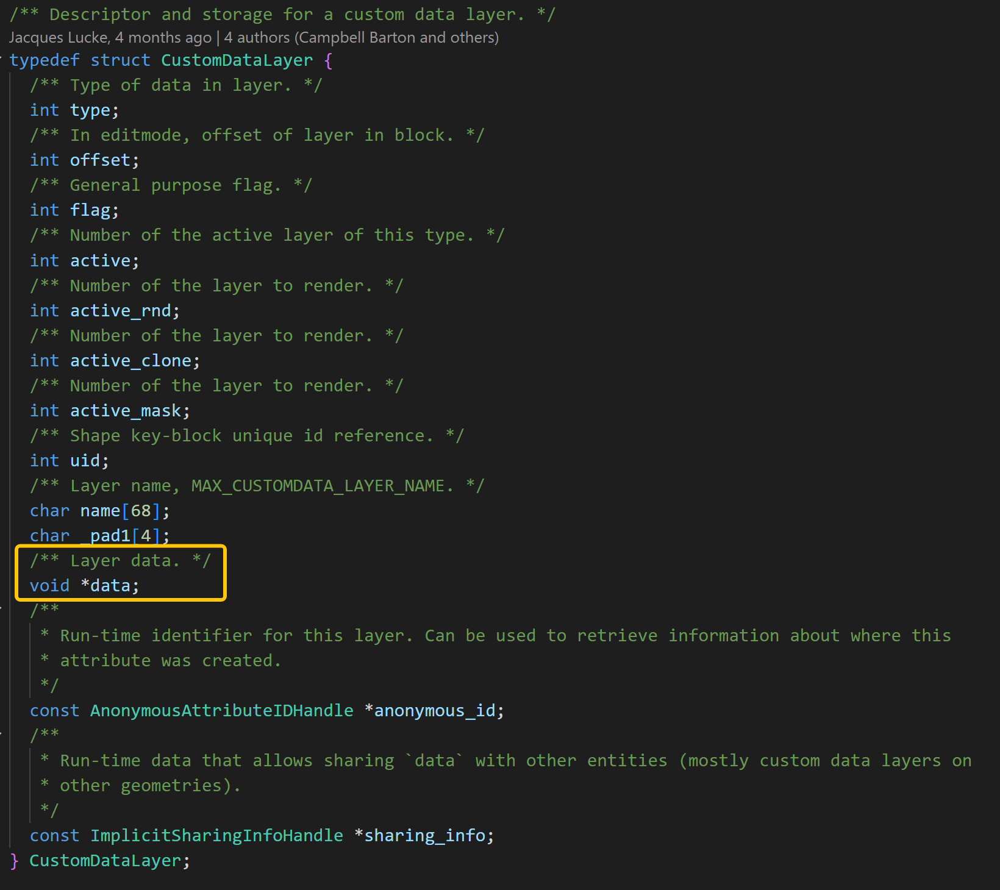 /** Descriptor and storage for a custom data layer. */
Jacques Lucke, 4 months ago | 4 authors (Campbell Barton and others)
typedef struct CustomDataLayer {
/** Type of data in layer. */
int type;
/** In editmode, offset of layer in block. */
int offset;
/** General purpose flag. */
int flag;
/** Number of the active layer of this type. */
int active;
/** Number of the layer to render. */
int active_rnd;
/** Number of the layer to render. */
int active_clone;
/** Number of the layer to render. */
int active_mask;
/** Shape key-block unique id reference. */
int uid;
/** Layer name, MAX_CUSTOMDATA_LAYER_NAME. */
char name[68];
char _pad1[4];
/** Layer data. */
void *data;
/**
* Run-time identifier for this layer. Can be used to retrieve information about where this
* attribute was created.
*/
const AnonymousAttributeIDHandle *anonymous_id;
/**
* Run-time data that allows sharing `data` with other entities (mostly custom data layers on
* other geometries).
*/
const ImplicitSharingInfoHandle *sharing_info;
} CustomDataLayer;